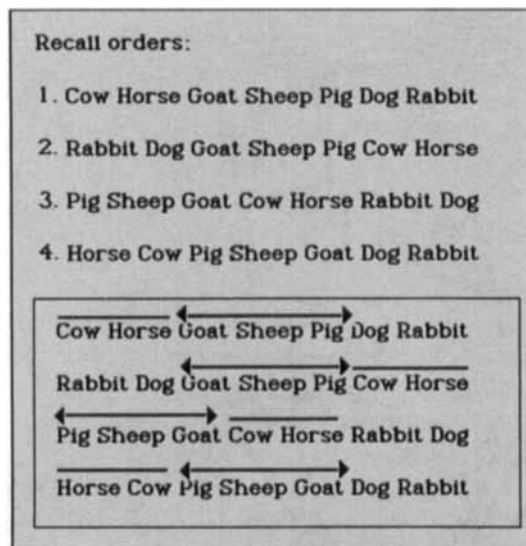 Recall orders:
1. Cow Horse Goat Sheep Pig Dog Rabbit
2. Rabbit Dog Goat Sheep Pig Cow Horse
3. Pig Sheep Goat Cow Horse Rabbit Dog
4. Horse Cow Pig Sheep Goat Dog Rabbit
Cow Horse Goat Sheep Pig Dog Rabbit
Rabbit Dog Goat Sheep Pig Cow Horse
Pig Sheep Goat Cow Horse Rabbit Dog
Horse Cow Pig Sheep Goat Dog Rabbit